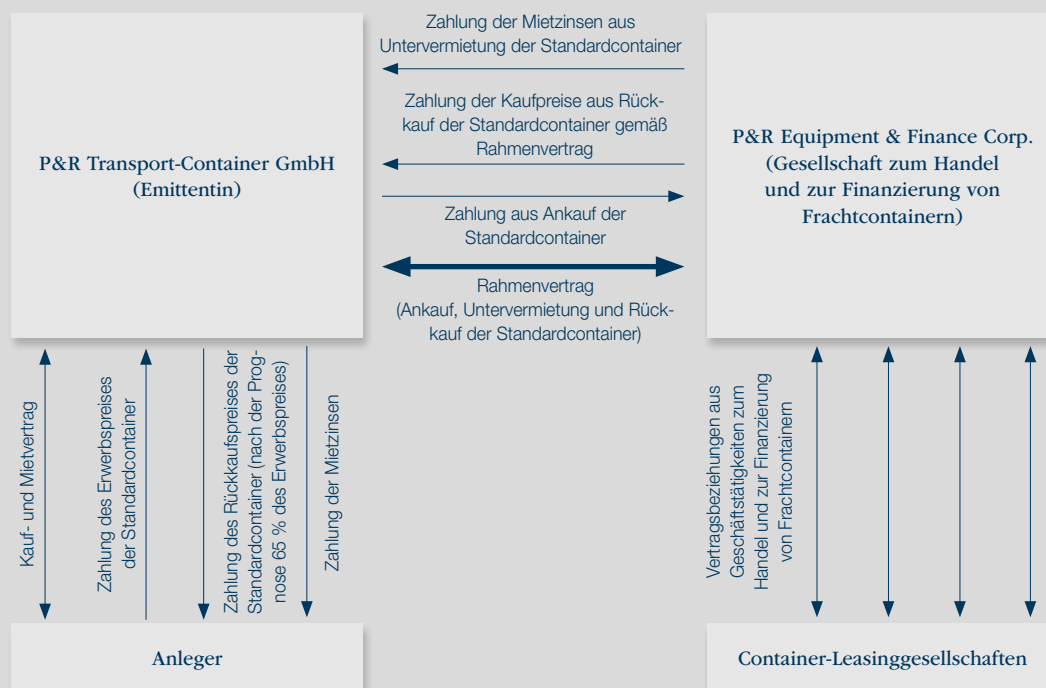 Zahlung der Mietzinsen aus
Untervermietung der Standardcontainer
Zahlung der Kaufpreise aus Rück-
kauf der Standardcontainer gemäß
Rahmenvertrag
P&R Transport-Container GmbH
(Emittentin)
P&R Equipment & Finance Corp.
(Gesellschaft zum Handel
und zur Finanzierung von
Frachtcontainern)
Zahlung aus Ankauf der
Standardcontainer
Rahmenvertrag
(Ankauf, Untervermietung und Rück-
kauf der Standardcontainer)
Kauf- und Mietvertrag
Zahlung des Erwerbspreises
der Standardcontainer
Zahlung des Rückkaufspreises der
Standardcontainer (nach der Prog-
nose 65 % des Erwerbspreises)
Zahlung der Mietzinsen
Vertragsbeziehungen aus
Geschäftstätigkeiten zum
Handel und zur Finanzierung
von Frachtcontainern
Anleger
Container-Leasinggesellschaften